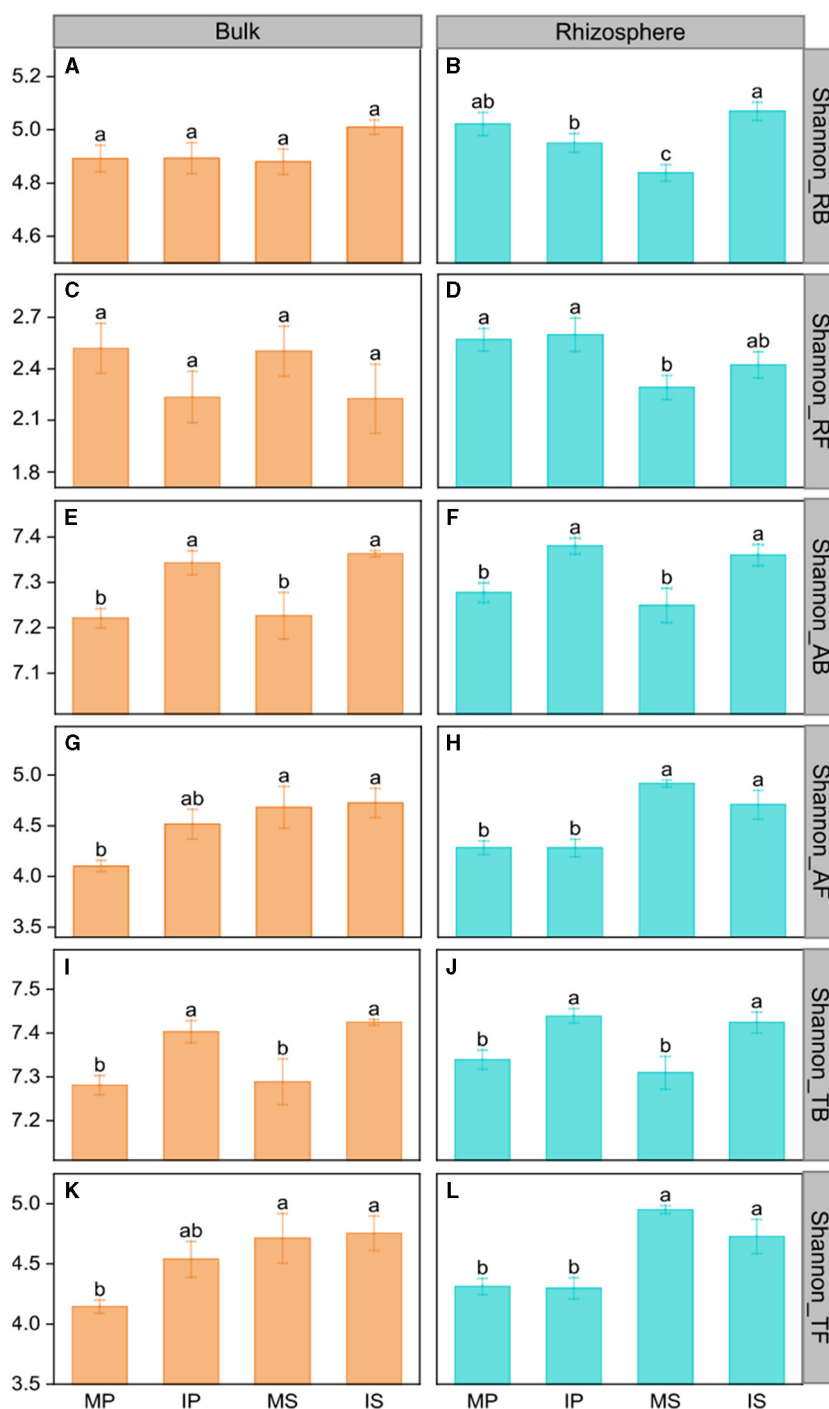 Bulk Rhizosphere
A B
5.2
5.0
4.8
4.6
a a a a
ab b c a
Shannon_RB
C D
2.7
2.4
2.1
1.8
a a a a
a a b ab
Shannon_RF
E F
7.4
7.3
7.2
7.1
b a b a
b a b a
Shannon_AB
G H
5.0
4.5
4.0
3.5
b ab a a
b b a a
Shannon_AF
I J
7.5
7.4
7.3
7.2
b a b a
b a b a
Shannon_TB
K L
5.0
4.5
4.0
3.5
b ab a a
b b a a
Shannon_TF
MP IP MS IS MP IP MS IS